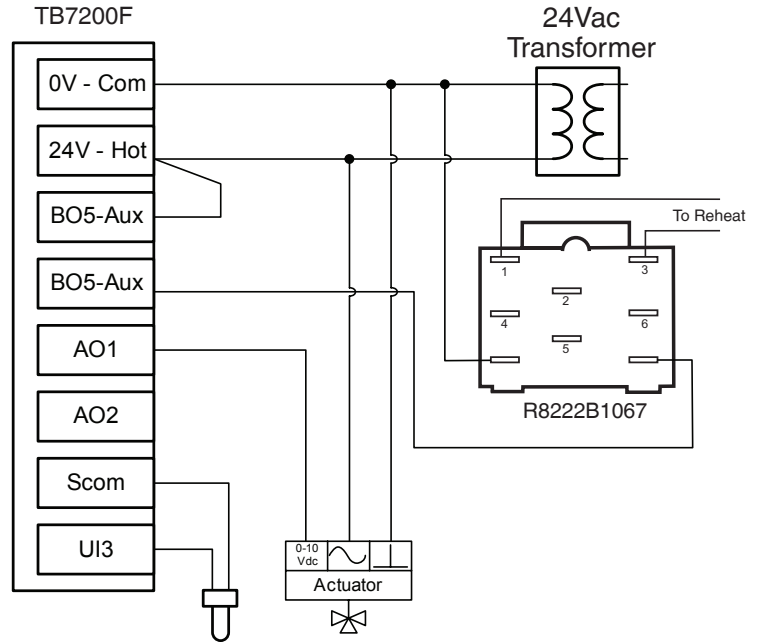 TB7200F
24Vac
Transformer
0V - Com
24V - Hot
BO5-Aux
BO5-Aux
AO1
AO2
Scom
UI3
To Reheat
1
3
2
4
6
5
R8222B1067
0-10
Vdc
Actuator